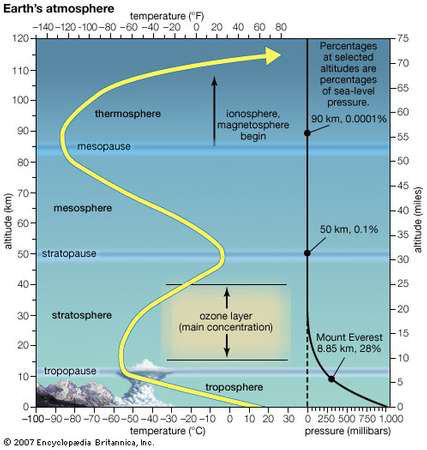 Earth's atmosphere
temperature (°F)
−140 −100 −60 −40 −20 0 20 40 60 80
120
110
100
90
80
70
60
50
40
30
20
10
0
altitude (km)
75
70
65
60
55
50
45
40
35
30
25
20
15
10
5
0
altitude (miles)
Percentages
at selected
altitudes are
percentages
of sea-level
pressure.
thermosphere
ionosphere,
magnetosphere
begin
90 km, 0.0001%
mesopause
mesosphere
50 km, 0.1%
stratopause
stratosphere
ozone layer
(main concentration)
Mount Everest
8.85 km, 28%
tropopause
troposphere
−100 −90 −80 −70 −60 −50 −40 −30 −20 −10 0 10 20 30
temperature (°C)
0 250 500 750 1,000
pressure (millibars)
© 2007 Encyclopædia Britannica, Inc.